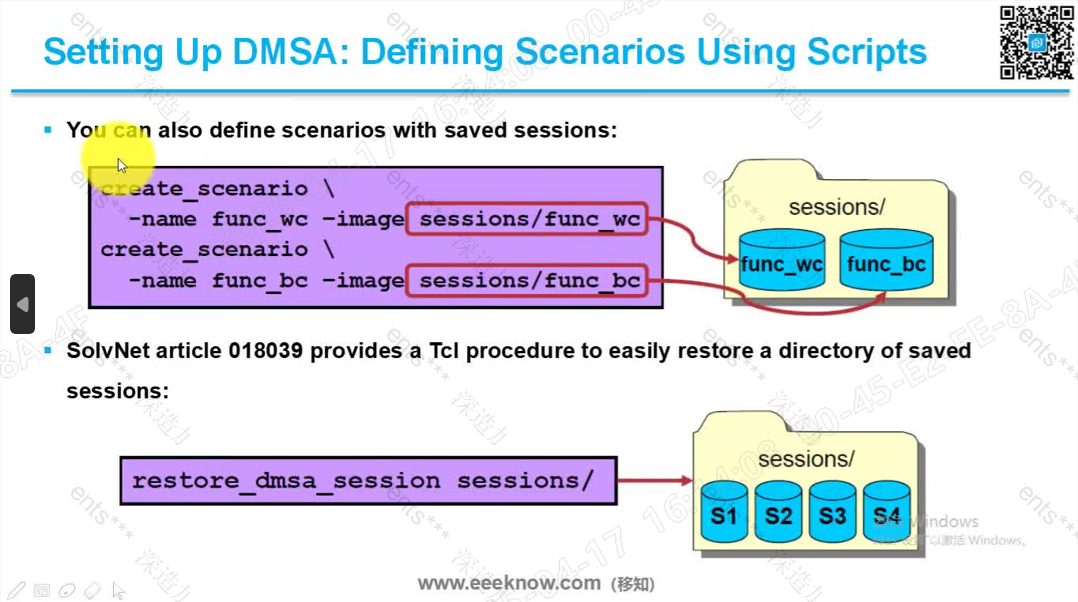 Setting Up DMSA: Defining Scenarios Using Scripts
You can also define scenarios with saved sessions:
create_scenario \
-name func_wc –image sessions/func_wc
create_scenario \
-name func_bc –image sessions/func_bc
sessions/
func_wc func_bc
SolvNet article 018039 provides a Tcl procedure to easily restore a directory of saved
sessions:
restore_dmsa_session sessions/
sessions/
S1 S2 S3 S4
www.eeeknow.com（移知）